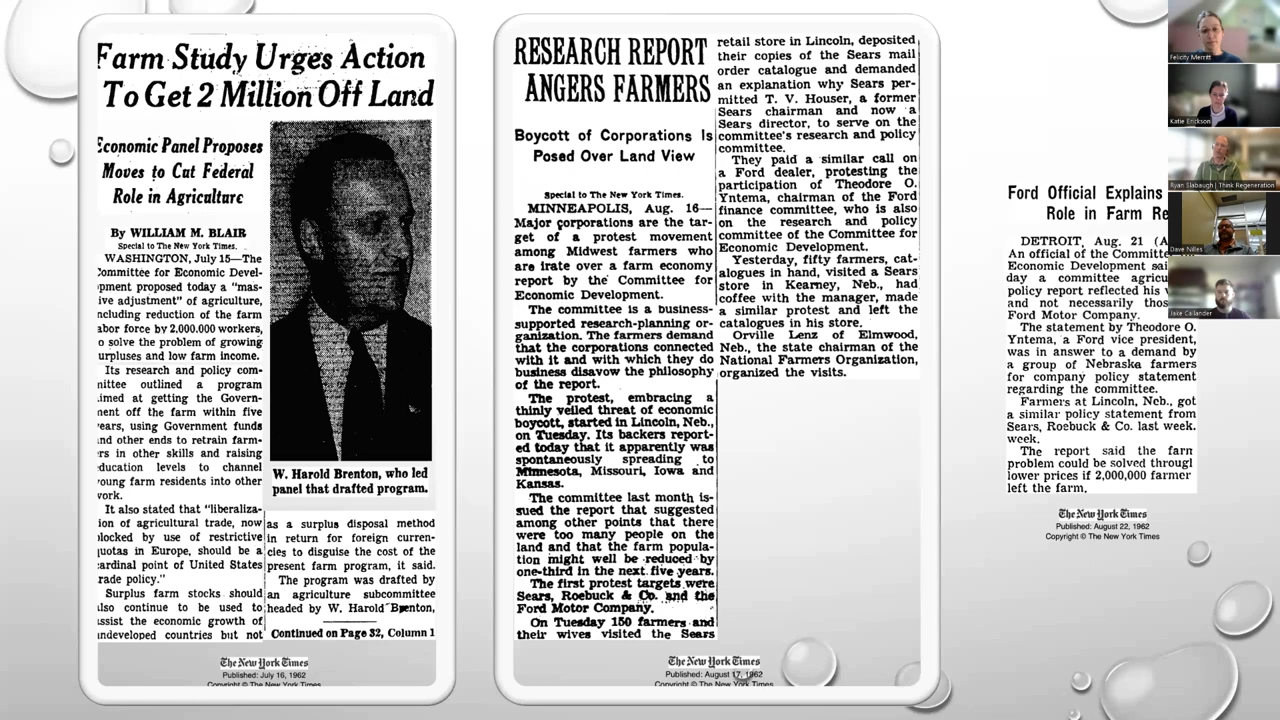 Farm Study Urges Action
To Get 2 Million Off Land
Economic Panel Proposes
Moves to Cut Federal
Role in Agriculture
By WILLIAM M. BLAIR
Special to The New York Times.
WASHINGTON, July 15—The
Committee for Economic Devel-
opment proposed today a "mas-
sive adjustment" of agriculture,
including reduction of the farm
labor force by 2,000.000 workers,
to solve the problem of growing
surpluses and low farm income.
Its research and policy com-
mittee outlined a program
aimed at getting the Govern-
ment off the farm within five
years, using Government funds
and other ends to retrain farm-
ers in other skills and raising
education levels to channel
young farm residents into other
work.
It also stated that "liberaliza-
tion of agricultural trade, now
blocked by use of restrictive
quotas in Europe, should be a
cardinal point of United States
trade policy."
Surplus farm stocks should
also continue to be used to
assist the economic growth of
undeveloped countries but not
W. Harold Brenton, who led
panel that drafted program.
as a surplus disposal method
in return for foreign curren-
cies to disguise the cost of the
present farm program, it said.
The program was drafted by
an agriculture subcommittee
headed by W. Harold Brenton,
Continued on Page 32, Column 1
The New York Times
Published: July 16, 1962
Copyright © The New York Times
RESEARCH REPORT
ANGERS FARMERS
Boycott of Corporations Is
Posed Over Land View
Special to The New York Times.
MINNEAPOLIS, Aug. 16—
Major corporations are the tar-
get of a protest movement
among Midwest farmers who
are irate over a farm economy
report by the Committee for
Economic Development.
The committee is a business-
supported research-planning or-
ganization. The farmers demand
that the corporations connected
with it and with which they do
business disavow the philosophy
of the report.
The protest, embracing a
thinly veiled threat of economic
boycott, started in Lincoln, Neb.,
on Tuesday. Its backers report-
ed today that it apparently was
spontaneously spreading to
Minnesota, Missouri, Iowa and
Kansas.
The committee last month is-
sued the report that suggested
among other points that there
were too many people on the
land and that the farm popula-
tion might well be reduced by
one-third in the next five years.
The first protest targets were
Sears, Roebuck & Co. and the
Ford Motor Company.
On Tuesday 150 farmers and
their wives visited the Sears
retail store in Lincoln, deposited
their copies of the Sears mail
order catalogue and demanded
an explanation why Sears per-
mitted T. V. Houser, a former
Sears chairman and now a
Sears director, to serve on the
committee's research and policy
committee.
They paid a similar call on
a Ford dealer, protesting the
participation of Theodore O.
Yntema, chairman of the Ford
finance committee, who is also
on the research and policy
committee of the Committee for
Economic Development.
Yesterday, fifty farmers, cat-
alogues in hand, visited a Sears
store in Kearney, Neb., had
coffee with the manager, made
a similar protest and left the
catalogues in his store.
Orville Lenz of Elmwood,
Neb., the state chairman of the
National Farmers Organization,
organized the visits.
The New York Times
Published: August 17, 1962
Copyright © The New York Times
Ford Official Explains
Role in Farm Re
DETROIT, Aug. 21 (A
An official of the Committe
Economic Development sai
day a committee agricu
policy report reflected his v
and not necessarily thos
Ford Motor Company.
The statement by Theodore O.
Yntema, a Ford vice president,
was in answer to a demand by
a group of Nebraska farmers
for company policy statement
regarding the committee.
Farmers at Lincoln, Neb., got
a similar policy statement from
Sears, Roebuck & Co. last week.
week.
The report said the farm
problem could be solved through
lower prices if 2,000,000 farmer
left the farm.
The New York Times
Published: August 22, 1962
Copyright © The New York Times
Felicity Merritt
Katie Erickson
Ryan Slabaugh | Think Regeneration
Dave Nilles
Jake Callander